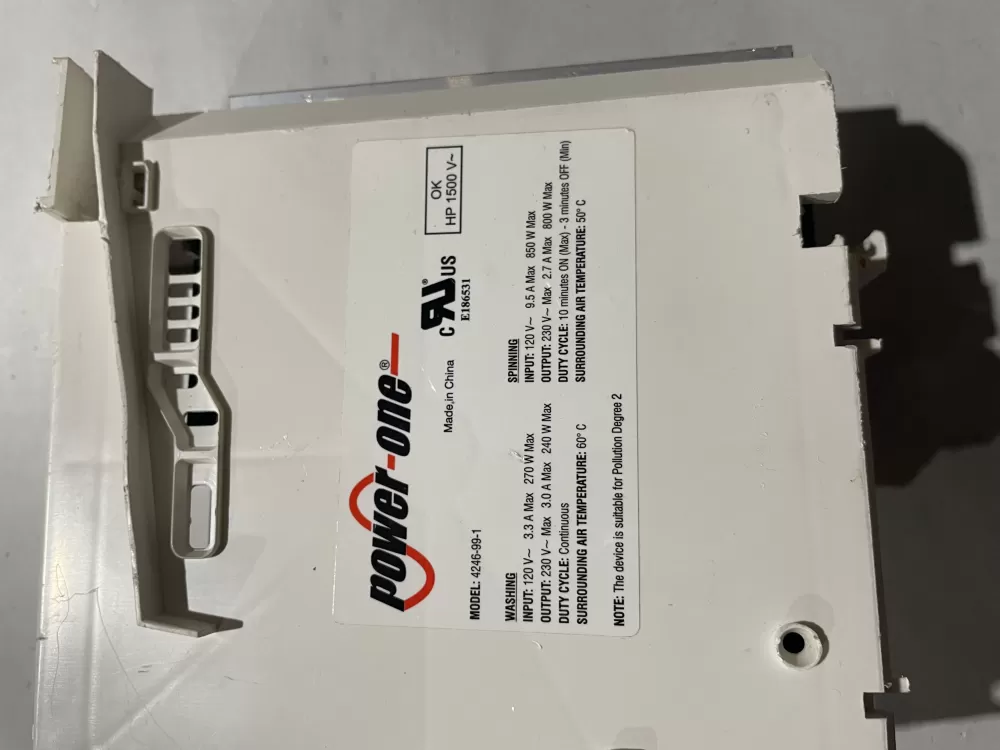 power-one®
Made in China
C US
E186531
OK
HP 1500 V~
MODEL: 4246-99-1
WASHING
INPUT: 120 V~ 3.3 A Max 270 W Max
OUTPUT: 230 V~ Max 3.0 A Max 240 W Max
DUTY CYCLE: Continuous
SURROUNDING AIR TEMPERATURE: 60° C
SPINNING
INPUT: 120 V~ 9.5 A Max 850 W Max
OUTPUT: 230 V~ Max 2.7 A Max 800 W Max
DUTY CYCLE: 10 minutes ON (Max) - 3 minutes OFF (Min)
SURROUNDING AIR TEMPERATURE: 50° C
NOTE: The device is suitable for Pollution Degree 2